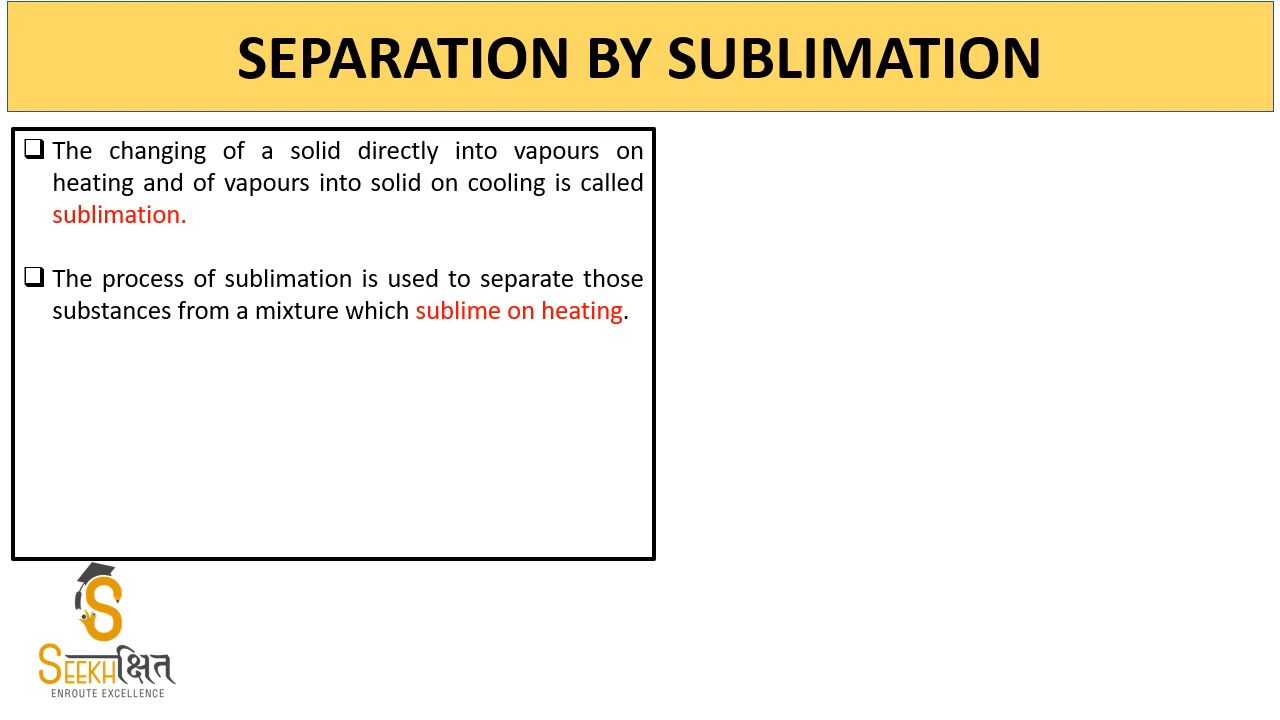 SEPARATION BY SUBLIMATION
❑ The changing of a solid directly into vapours on
heating and of vapours into solid on cooling is called
sublimation.
❑ The process of sublimation is used to separate those
substances from a mixture which sublime on heating.
S
SEEKHक्षित
ENROUTE EXCELLENCE